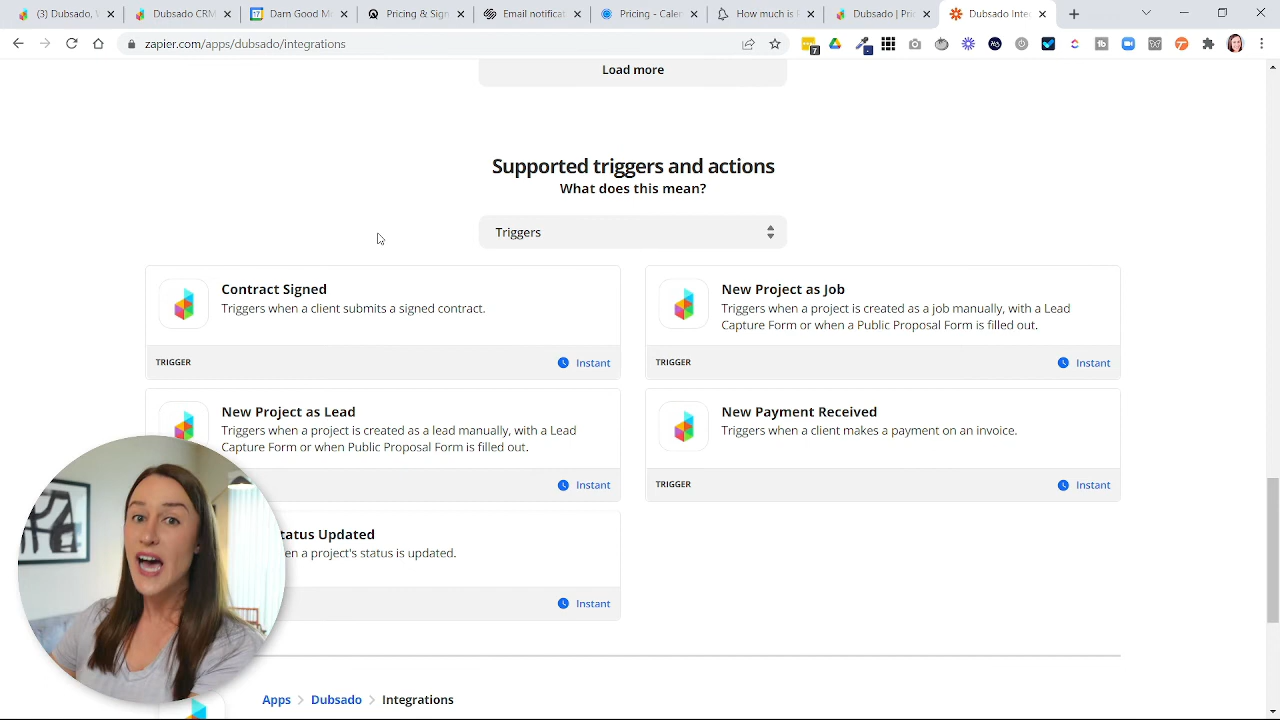 (3) Dubsado, \
Dubsado CRM
Dam Good Me
Pricing & Sign
Email notificat
Pricing - Caler
How much is F
Dubsado | Pric
Dubsado Inte
zapier.com/apps/dubsado/integrations
7
Load more
Supported triggers and actions
What does this mean?
Triggers
Contract Signed
Triggers when a client submits a signed contract.
TRIGGER
Instant
New Project as Job
Triggers when a project is created as a job manually, with a Lead
Capture Form or when a Public Proposal Form is filled out.
TRIGGER
Instant
New Project as Lead
Triggers when a project is created as a lead manually, with a Lead
Capture Form or when Public Proposal Form is filled out.
Instant
New Payment Received
Triggers when a client makes a payment on an invoice.
TRIGGER
Instant
tatus Updated
en a project's status is updated.
Instant
Apps > Dubsado > Integrations